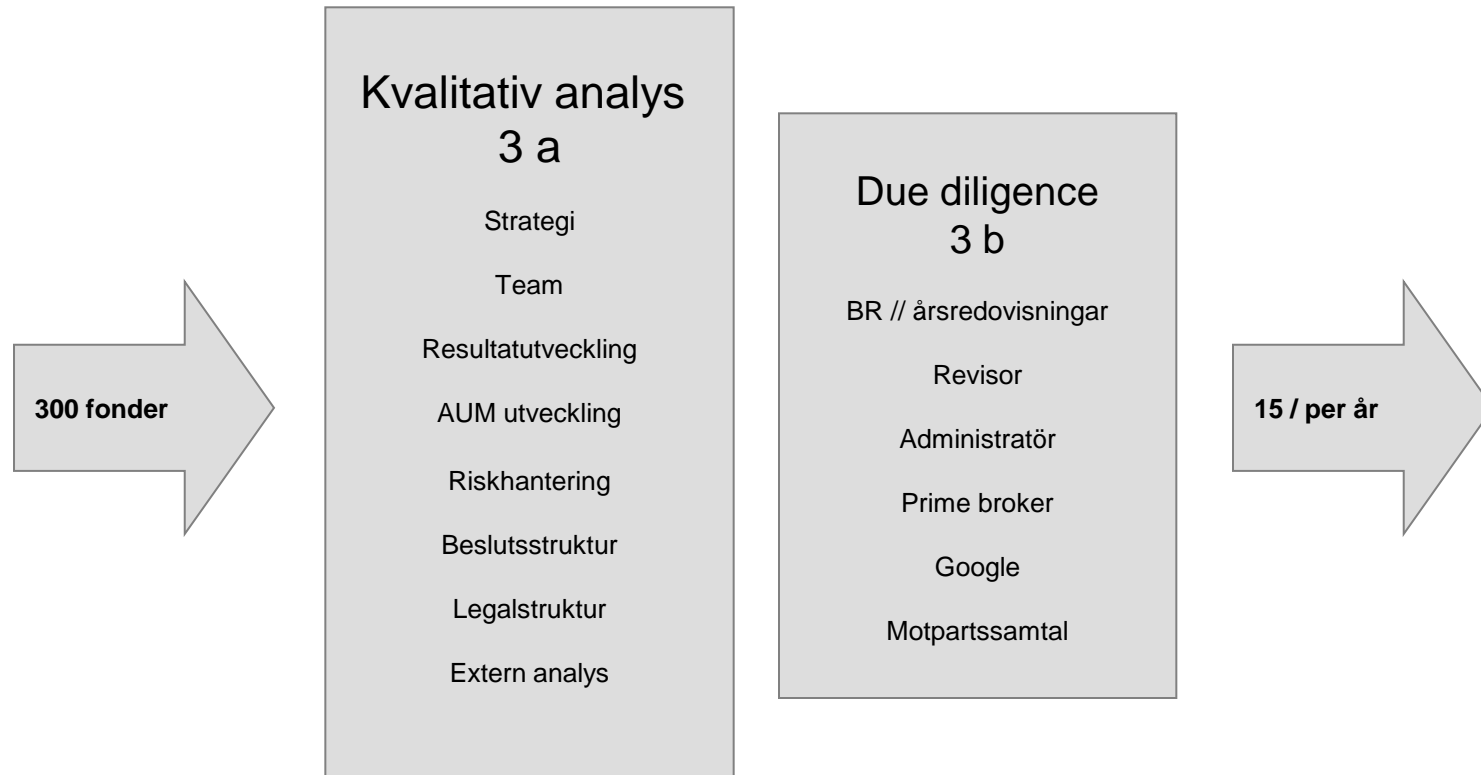 300 fonder
Kvalitativ analys
3 a
Strategi
Team
Resultatutveckling
AUM utveckling
Riskhantering
Beslutsstruktur
Legalstruktur
Extern analys
Due diligence
3 b
BR // årsredovisningar
Revisor
Administratör
Prime broker
Google
Motpartssamtal
15 / per år